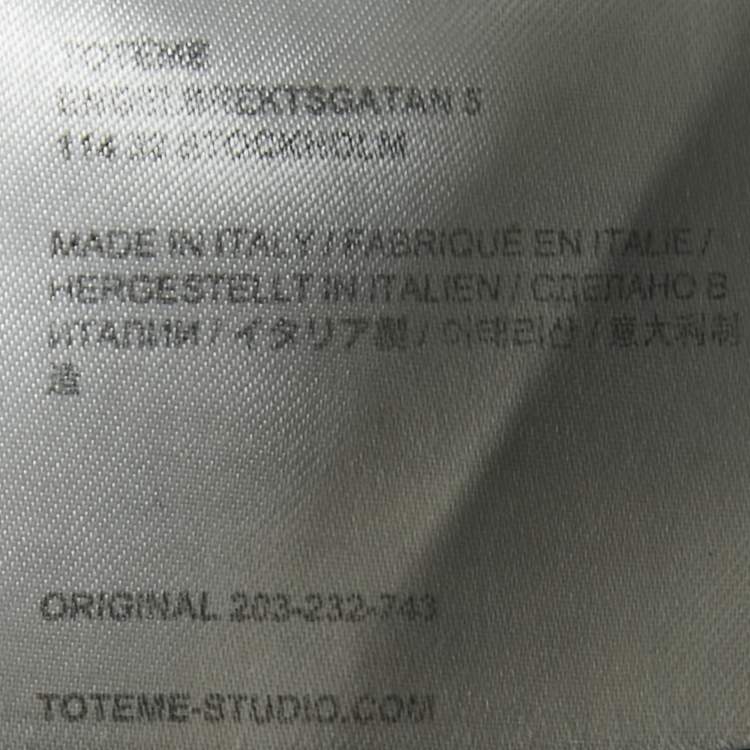 TOTEME
ENGELBREKTSGATAN 5
114 32 STOCKHOLM
MADE IN ITALY / FABRIQUÉ EN ITALIE /
HERGESTELLT IN ITALIEN / СДЕЛАНО В
ИТАЛИИ / イタリア製 / 이태리산 / 意大利制
造
ORIGINAL 203-232-743
TOTEME-STUDIO.COM